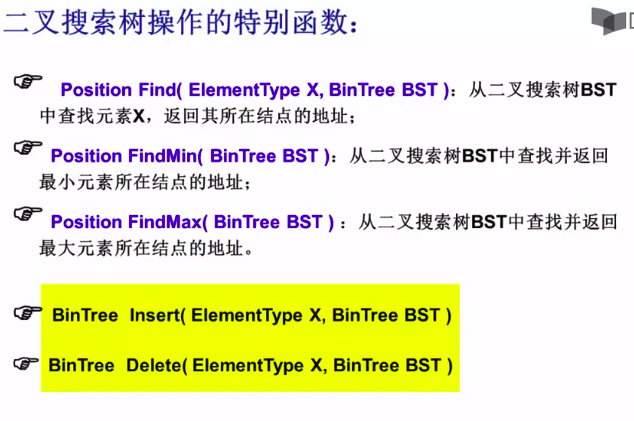 二叉搜索树操作的特别函数：
Position Find( ElementType X, BinTree BST )：从二叉搜索树BST
中查找元素X，返回其所在结点的地址；
Position FindMin( BinTree BST )：从二叉搜索树BST中查找并返回
最小元素所在结点的地址；
Position FindMax( BinTree BST ) ：从二叉搜索树BST中查找并返回
最大元素所在结点的地址。
BinTree Insert( ElementType X, BinTree BST )
BinTree Delete( ElementType X, BinTree BST )